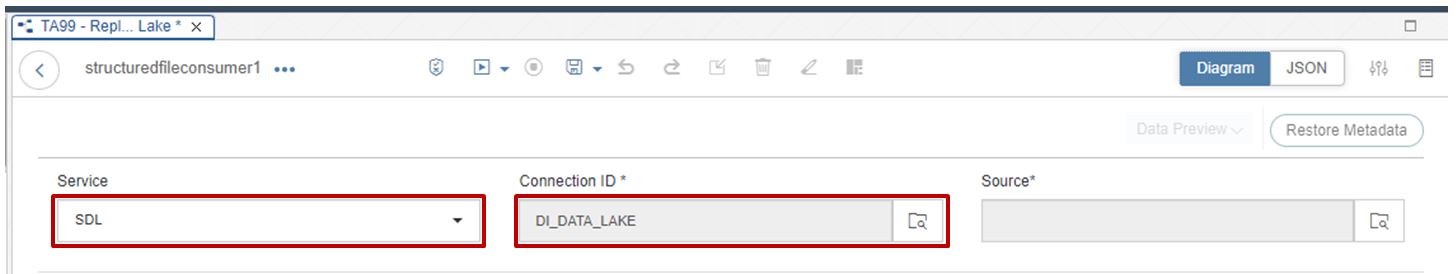 TA99 - Repl... Lake *
structuredfileconsumer1
Diagram JSON
Data Preview
Restore Metadata
Service Connection ID * Source*
SDL DI_DATA_LAKE